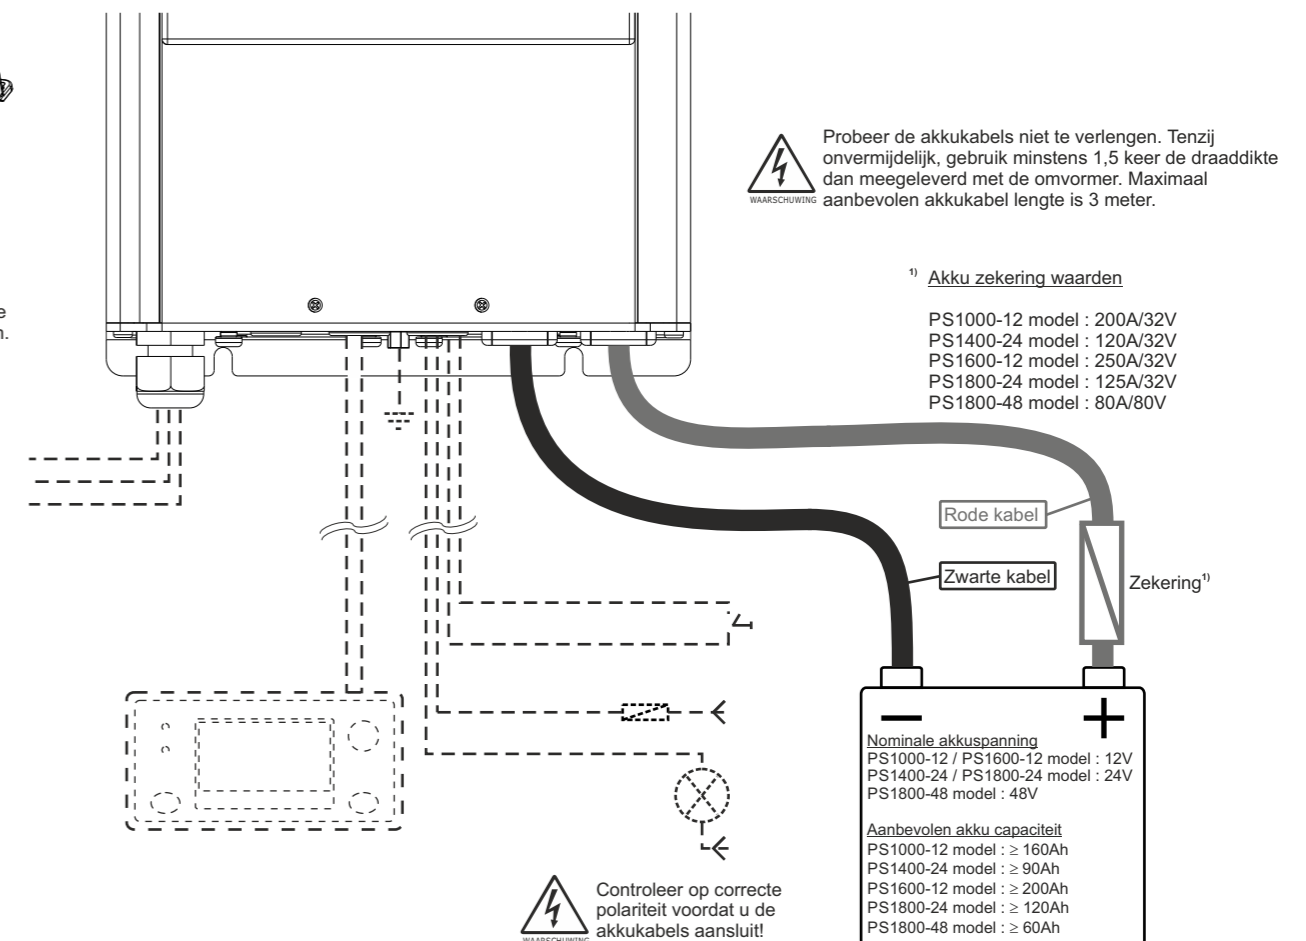 Probeer de akkukabels niet te verlengen. Tenzij
onvermijdelijk, gebruik minstens 1,5 keer de draaddikte
dan meegeleverd met de omvormer. Maximaal
WAARSCHUWING aanbevolen akkukabel lengte is 3 meter.
1) Akku zekering waarden
e
n.
PS1000-12 model : 200A/32V
PS1400-24 model : 120A/32V
PS1600-12 model : 250A/32V
PS1800-24 model : 125A/32V
PS1800-48 model : 80A/80V
Rode kabel
Zwarte kabel
Zekering1)
Nominale akkuspanning
PS1000-12 / PS1600-12 model : 12V
PS1400-24 / PS1800-24 model : 24V
PS1800-48 model : 48V
Aanbevolen akku capaciteit
PS1000-12 model : ≥ 160Ah
PS1400-24 model : ≥ 90Ah
PS1600-12 model : ≥ 200Ah
PS1800-24 model : ≥ 120Ah
PS1800-48 model : ≥ 60Ah
Controleer op correcte
polariteit voordat u de
akkukabels aansluit!
WAARSCHUWING